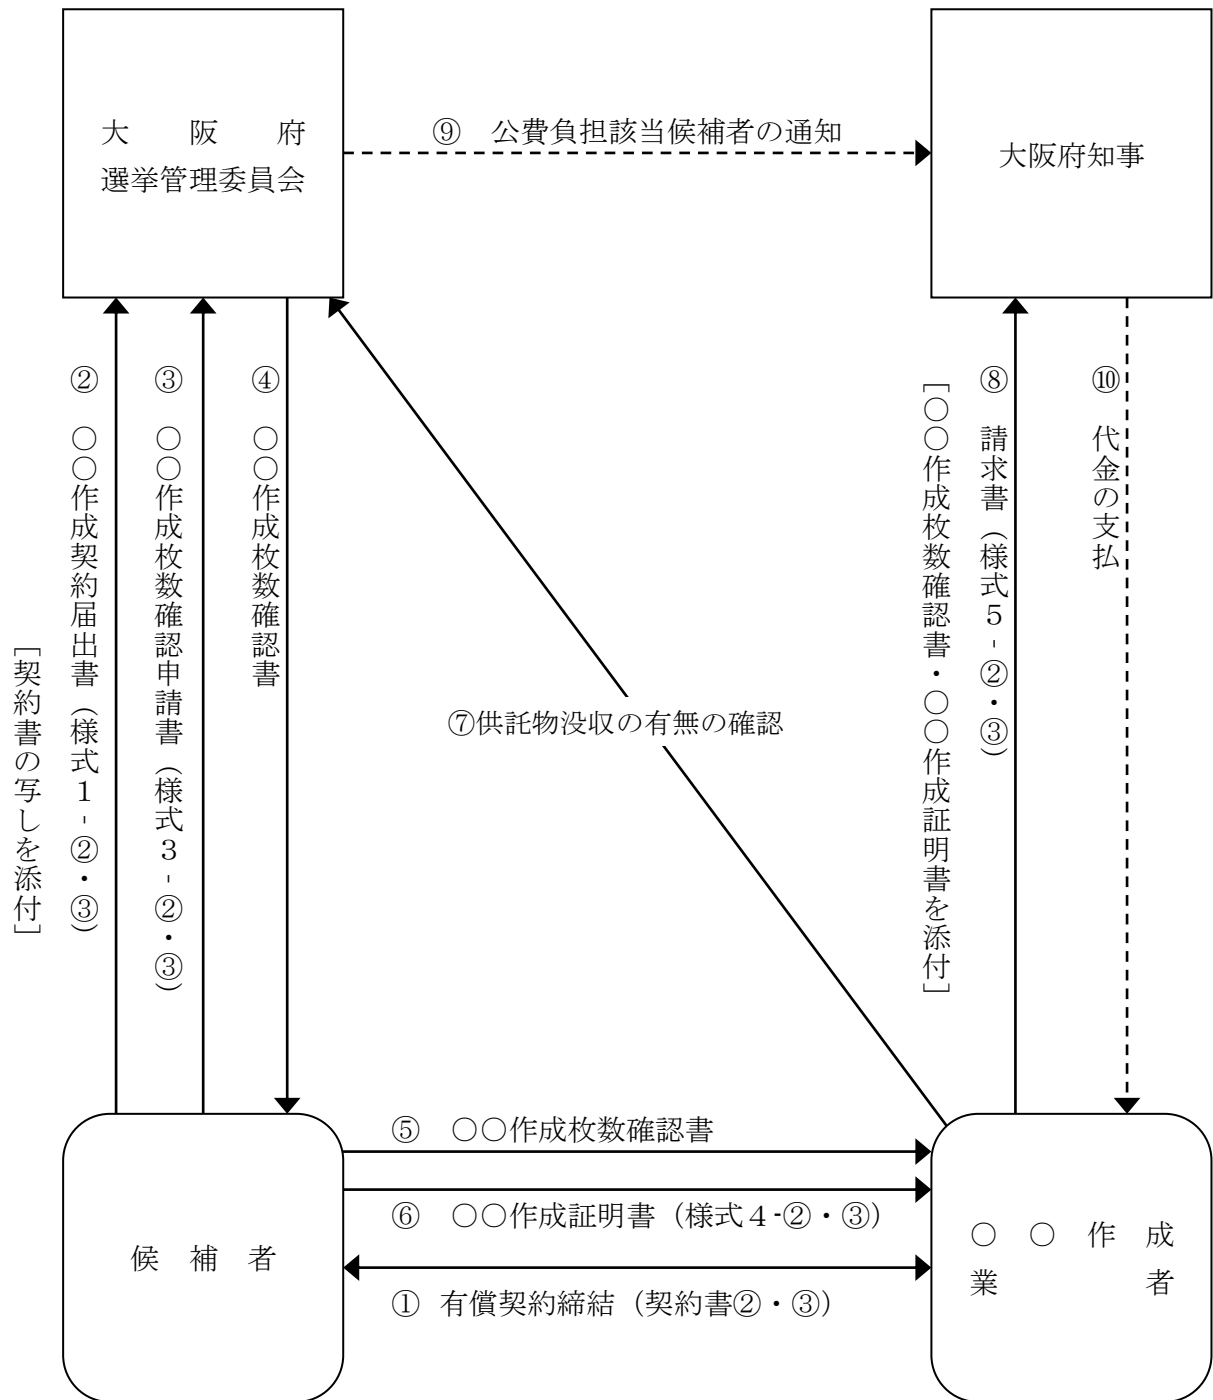 大　阪　府
選挙管理委員会
⑨　公費負担該当候補者の通知
大阪府知事
②　○○作成契約届出書（様式１-②・③）
［契約書の写しを添付］
③　○○作成枚数確認申請書（様式３-②・③）
④　○○作成枚数確認書
⑦供託物没収の有無の確認
⑧　請求書（様式５-②・③）
［○○作成枚数確認書・○○作成証明書を添付］
⑩　代金の支払
⑤　○○作成枚数確認書
⑥　○○作成証明書（様式４-②・③）
①　有償契約締結（契約書②・③）
候　補　者
○　○　作　成
業　　　　者